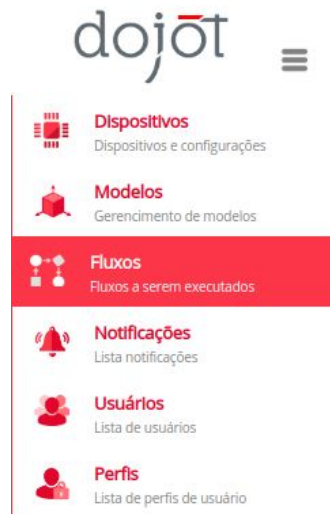 dojot
Dispositivos
Dispositivos e configurações
Modelos
Gerencimento de modelos
Fluxos
Fluxos a serem executados
Notificações
Lista notificações
Usuários
Lista de usuários
Perfis
Lista de perfis de usuário